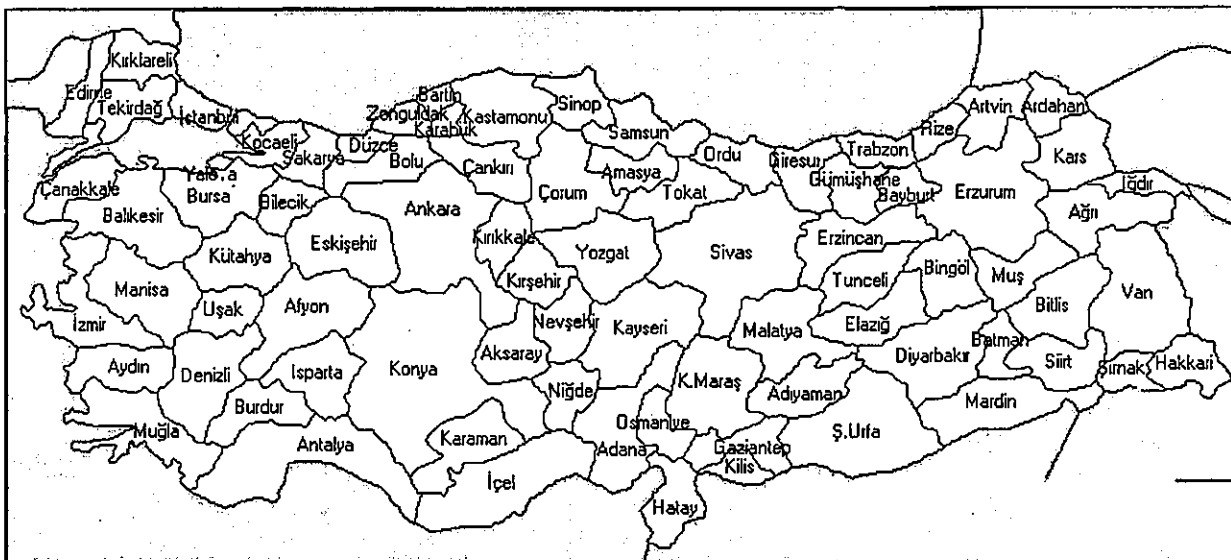 Kırklareli
Edirne
Tekirdağ
İstanbul
Kocaeli
Sakarya
Düzce
Zonguldak
Bartın
Karabük
Kastamonu
Sinop
Samsun
Ordu
Giresun
Trabzon
Rize
Artvin
Ardahan
Kars
Iğdır
Ağrı
Erzurum
Bayburt
Gümüşhane
Tokat
Amasya
Çorum
Çankırı
Bolu
Bilecik
Bursa
Çanakkale
Balıkesir
Kütahya
Eskişehir
Ankara
Kırıkkale
Kırşehir
Yozgat
Sivas
Erzincan
Tunceli
Bingöl
Muş
Bitlis
Van
Hakkari
Şırnak
Siirt
Batman
Diyarbakır
Elazığ
Malatya
Kayseri
Nevşehir
Aksaray
Konya
Afyon
Uşak
Manisa
İzmir
Aydın
Denizli
Isparta
Burdur
Muğla
Antalya
Karaman
İçel
Niğde
Adana
Osmaniye
K.Maraş
Adıyaman
Ş.Urfa
Mardin
Gaziantep
Kilis
Hatay